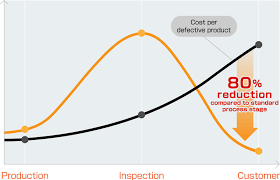 Cost per
defective product
80%
reduction
compared to standard
process stage
Production Inspection Customer